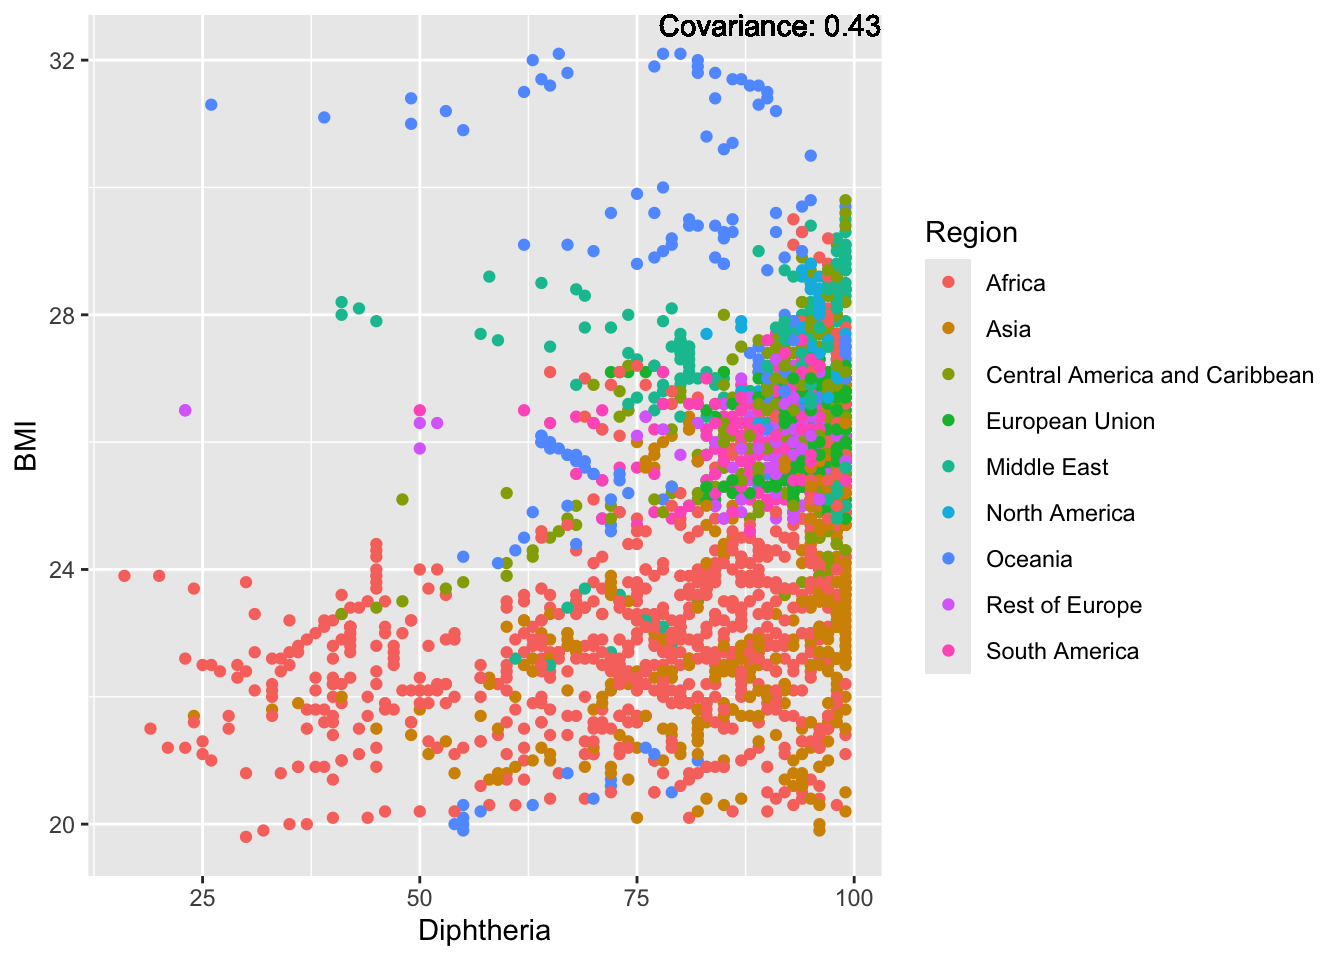 Covariance: 0.43
32
28
24
20
BMI
25 50 75 100
Diphtheria
Region
Africa
Asia
Central America and Caribbean
European Union
Middle East
North America
Oceania
Rest of Europe
South America